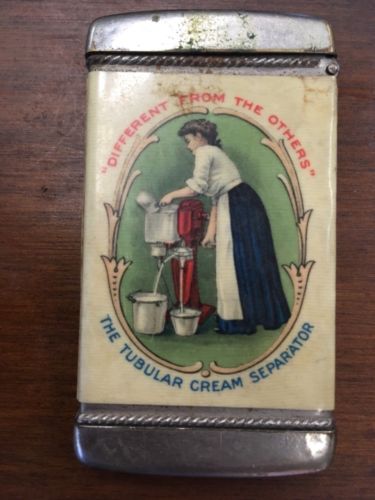 "DIFFERENT FROM THE OTHERS"
THE TUBULAR CREAM SEPARATOR